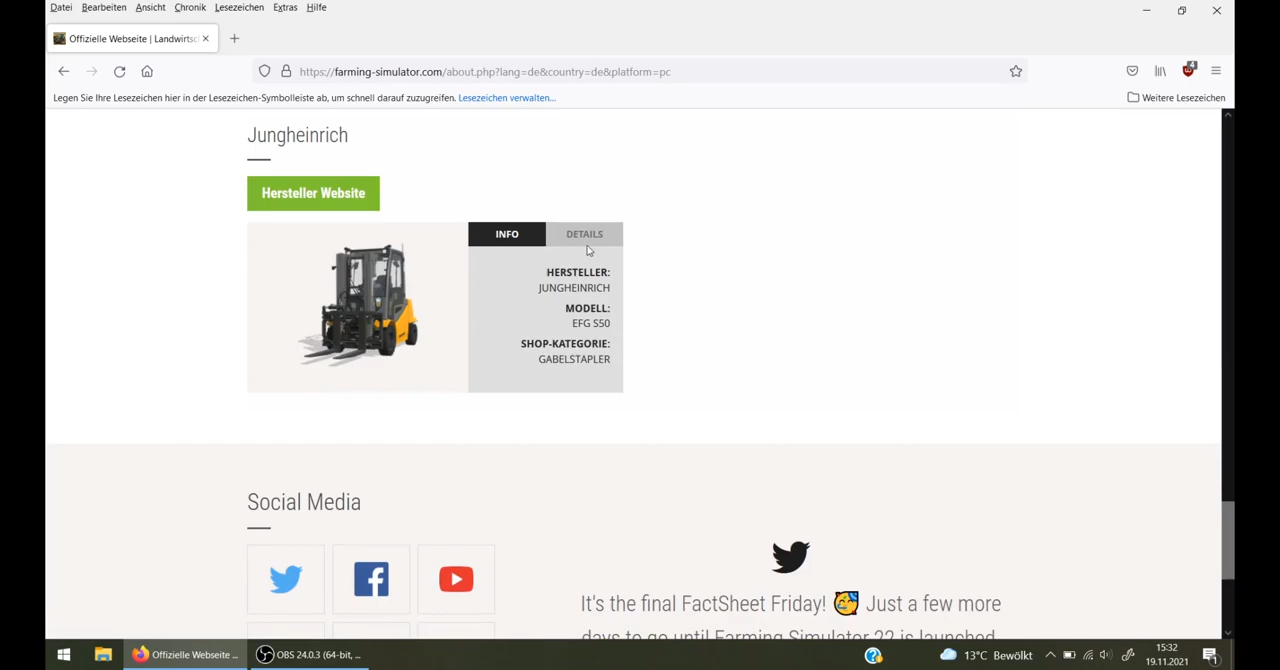 Datei Bearbeiten Ansicht Chronik Lesezeichen Extras Hilfe
Offizielle Webseite | Landwirtsc
https://farming-simulator.com/about.php?lang=de&country=de&platform=pc
4
Legen Sie Ihre Lesezeichen hier in der Lesezeichen-Symbolleiste ab, um schnell darauf zuzugreifen. Lesezeichen verwalten...
Weitere Lesezeichen
Jungheinrich
Hersteller Website
INFO DETAILS
HERSTELLER:
JUNGHEINRICH
MODELL:
EFG S50
SHOP-KATEGORIE:
GABELSTAPLER
Social Media
It's the final FactSheet Friday! 🥳 Just a few more
days to go until Farming Simulator 22 is launched
Offizielle Webseite ...
OBS 24.0.3 (64-bit, ...
13°C Bewölkt
15:32
19.11.2021
1